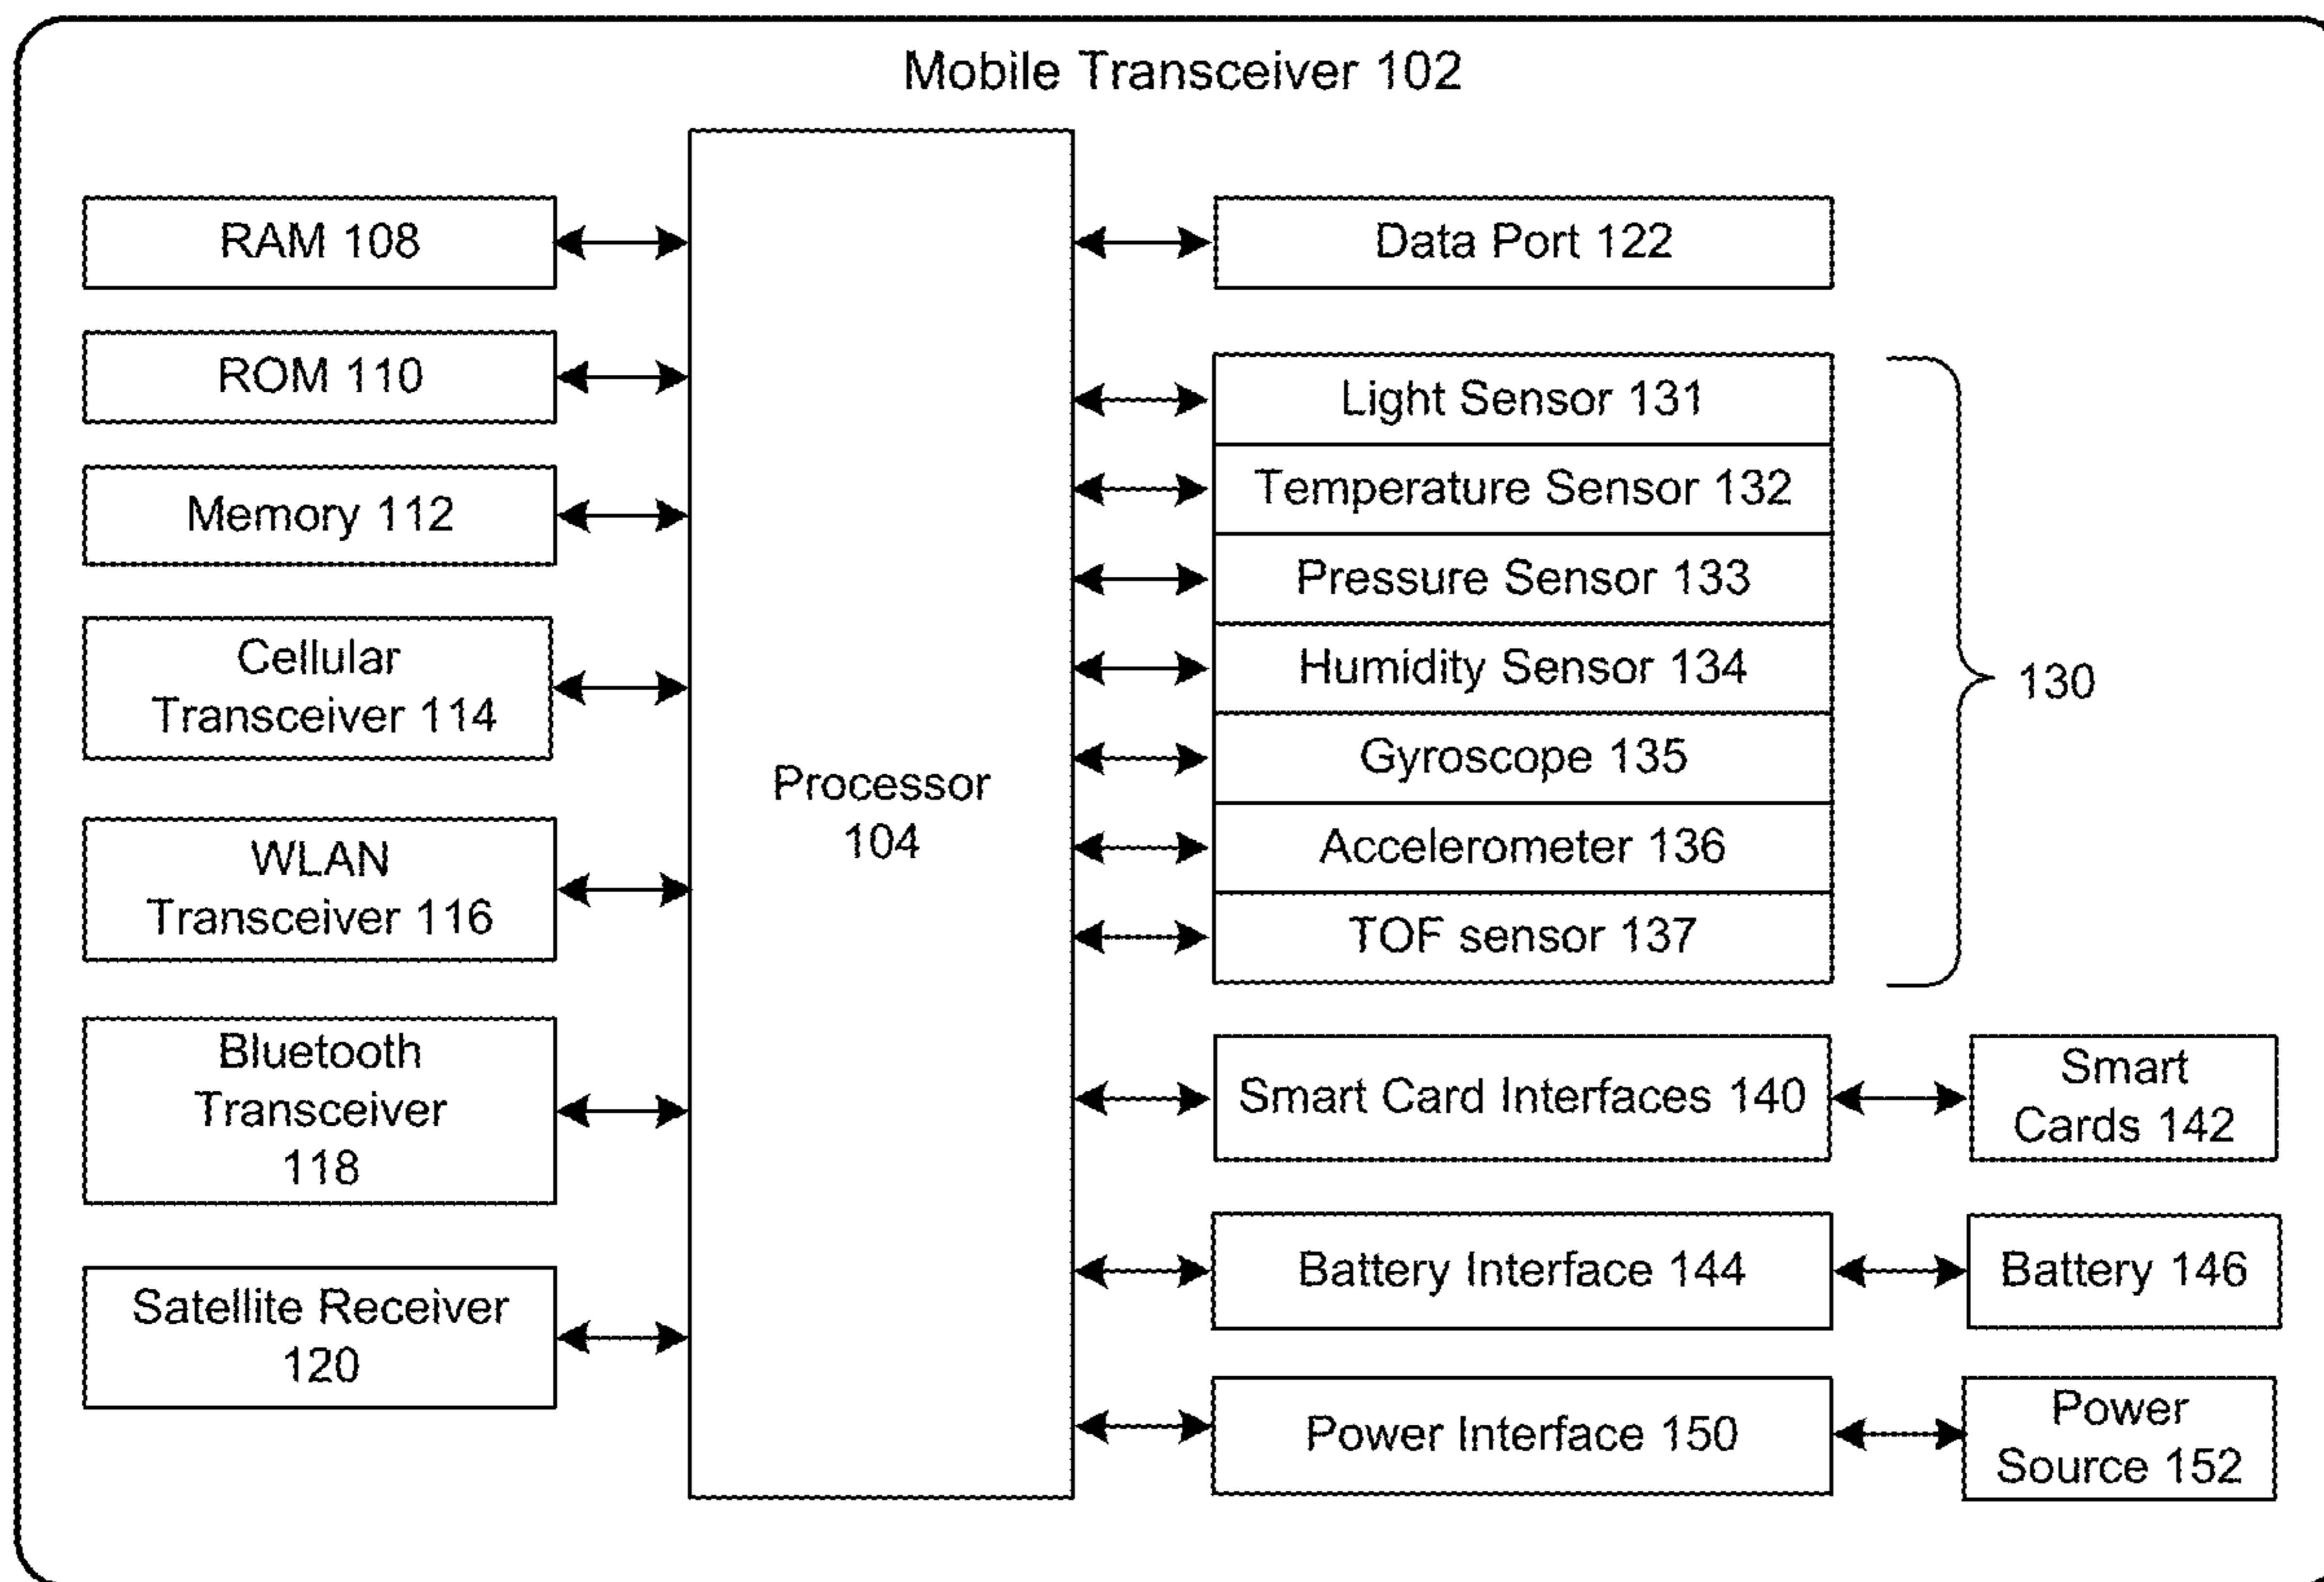 Mobile Transceiver 102
RAM 108
ROM 110
Memory 112
Cellular
Transceiver 114
WLAN
Transceiver 116
Bluetooth
Transceiver
118
Satellite Receiver
120
Processor
104
Data Port 122
Light Sensor 131
Temperature Sensor 132
Pressure Sensor 133
Humidity Sensor 134
Gyroscope 135
Accelerometer 136
TOF sensor 137
130
Smart Card Interfaces 140
Smart
Cards 142
Battery Interface 144
Battery 146
Power Interface 150
Power
Source 152